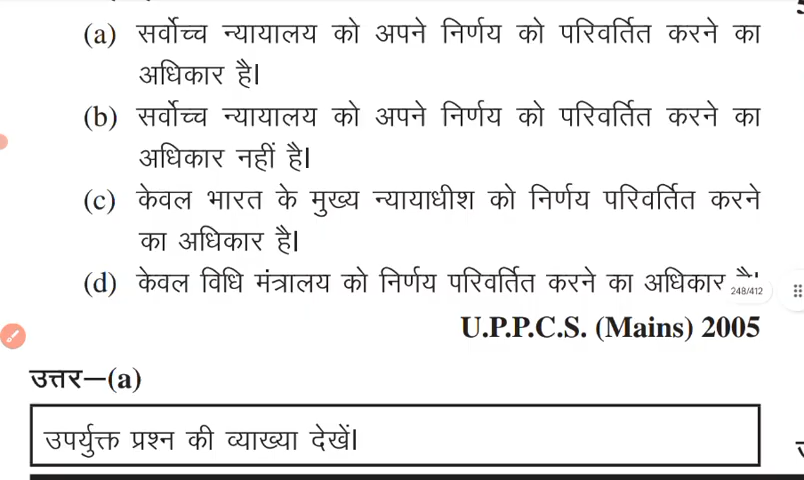 (a) सर्वोच्च न्यायालय को अपने निर्णय को परिवर्तित करने का
अधिकार है।
(b) सर्वोच्च न्यायालय को अपने निर्णय को परिवर्तित करने का
अधिकार नहीं है।
(c) केवल भारत के मुख्य न्यायाधीश को निर्णय परिवर्तित करने
का अधिकार है।
(d) केवल विधि मंत्रालय को निर्णय परिवर्तित करने का अधिकार
248/412
U.P.P.C.S. (Mains) 2005
उत्तर—(a)
उपर्युक्त प्रश्न की व्याख्या देखें।